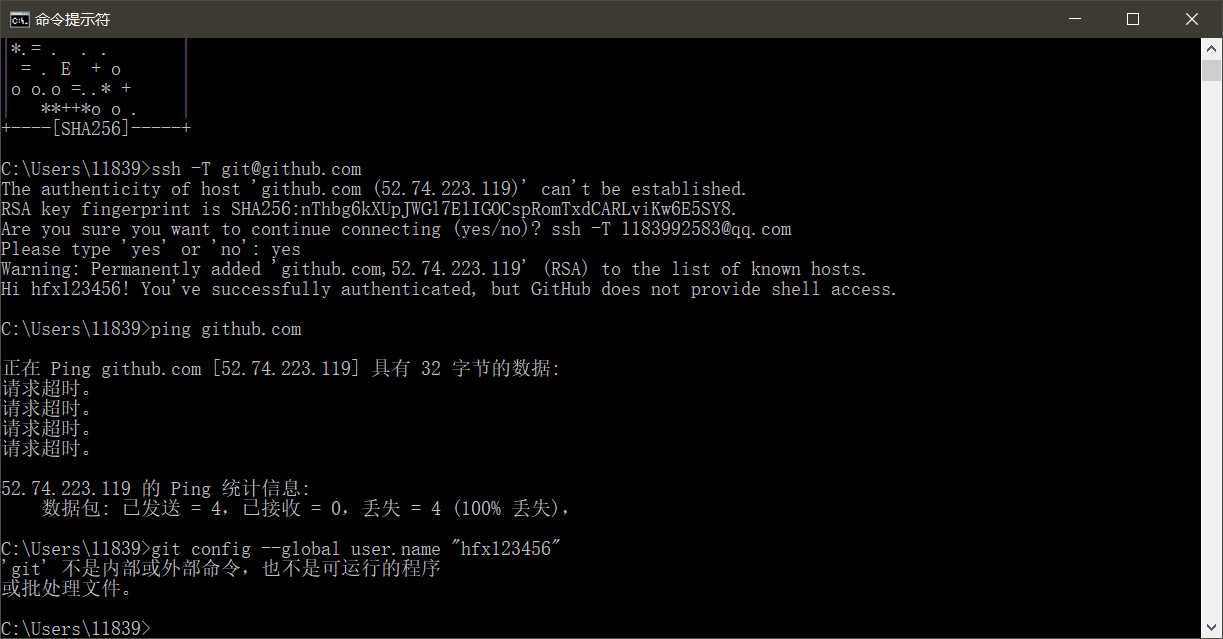 命令提示符
|*.= .  . .       |
| = . E  + o      |
|o o.o =..* +     |
|   **++*o o .    |
+----[SHA256]-----+
C:\Users\11839>ssh -T git@github.com
The authenticity of host 'github.com (52.74.223.119)' can't be established.
RSA key fingerprint is SHA256:nThbg6kXUpJWGl7E1IGOCspRomTxdCARLviKw6E5SY8.
Are you sure you want to continue connecting (yes/no)? ssh -T 1183992583@qq.com
Please type 'yes' or 'no': yes
Warning: Permanently added 'github.com,52.74.223.119' (RSA) to the list of known hosts.
Hi hfx123456! You've successfully authenticated, but GitHub does not provide shell access.
C:\Users\11839>ping github.com
正在 Ping github.com [52.74.223.119] 具有 32 字节的数据:
请求超时。
请求超时。
请求超时。
请求超时。
52.74.223.119 的 Ping 统计信息:
    数据包: 已发送 = 4，已接收 = 0，丢失 = 4 (100% 丢失)，
C:\Users\11839>git config --global user.name "hfx123456"
'git' 不是内部或外部命令，也不是可运行的程序
或批处理文件。
C:\Users\11839>